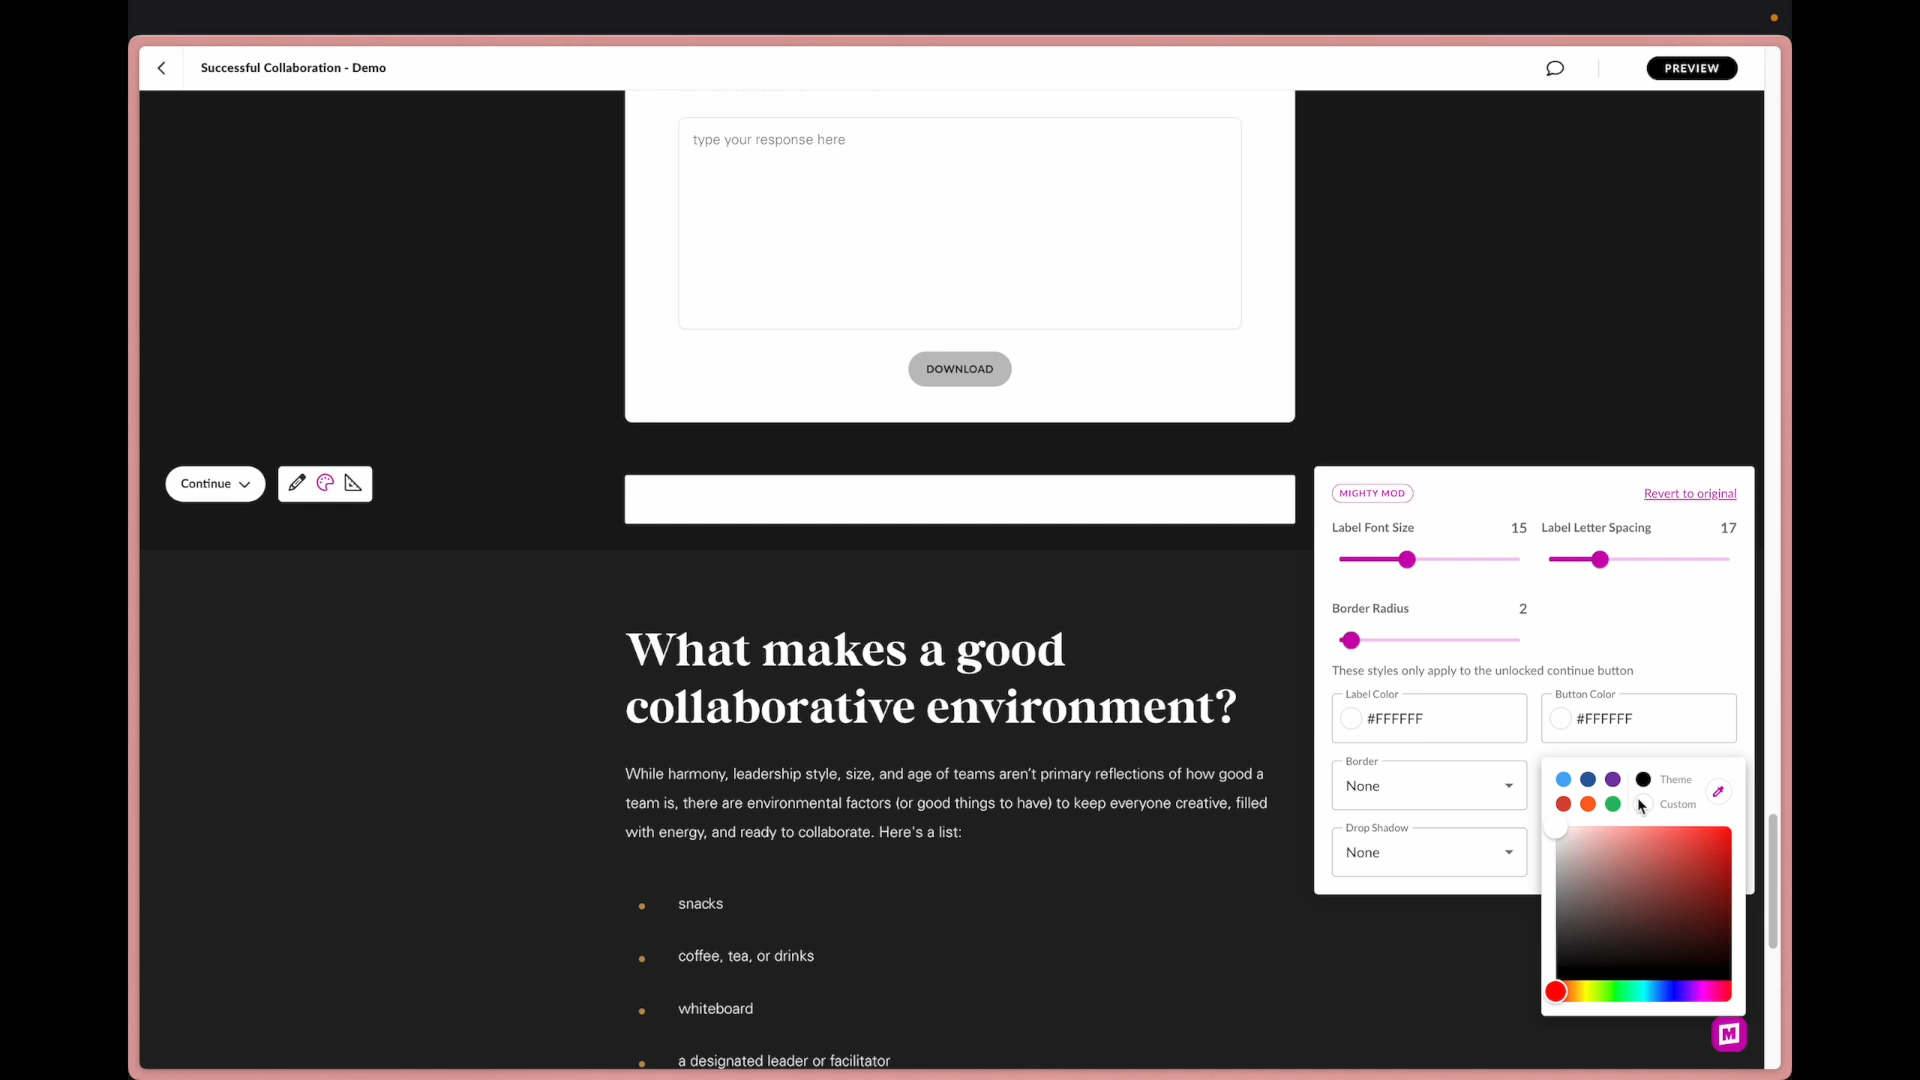 Successful Collaboration - Demo
PREVIEW
type your response here
DOWNLOAD
Continue
MIGHTY MOD
Revert to original
Label Font Size 15
Label Letter Spacing 17
Border Radius 2
These styles only apply to the unlocked continue button
Label Color
#FFFFFF
Button Color
#FFFFFF
Border
None
Theme
Custom
Drop Shadow
None
What makes a good
collaborative environment?
While harmony, leadership style, size, and age of teams aren’t primary reflections of how good a
team is, there are environmental factors (or good things to have) to keep everyone creative, filled
with energy, and ready to collaborate. Here's a list:
snacks
coffee, tea, or drinks
whiteboard
a designated leader or facilitator
M